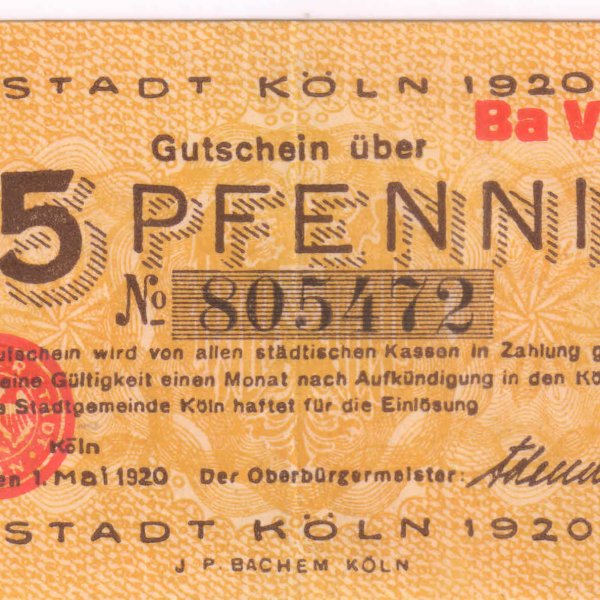 STADT KÖLN 1920
Ba V
Gutschein über
5 PFENNI
No 805472
utschein wird von allen städtischen Kassen in Zahlung g
eine Gültigkeit einen Monat nach Aufkündigung in den Kö
e Stadtgemeinde Köln haftet für die Einlösung
Köln
en 1. Mai 1920 Der Oberbürgermeister:
STADT KÖLN 1920
J P. BACHEM KÖLN